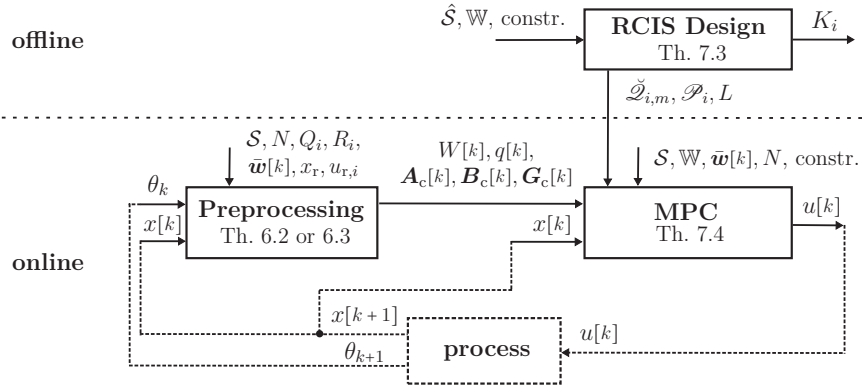 offline
𝒮̂, 𝕎, constr.
RCIS Design
Th. 7.3
K_i
𝒬̆_{i,m}, 𝒫_i, L
𝒮, N, Q_i, R_i,
w̄[k], x_r, u_{r,i}
W[k], q[k],
A_c[k], B_c[k], G_c[k]
𝒮, 𝕎, w̄[k], N, constr.
θ_k
x[k]
Preprocessing
Th. 6.2 or 6.3
x[k]
MPC
Th. 7.4
u[k]
online
x[k+1]
θ_{k+1}
process
u[k]